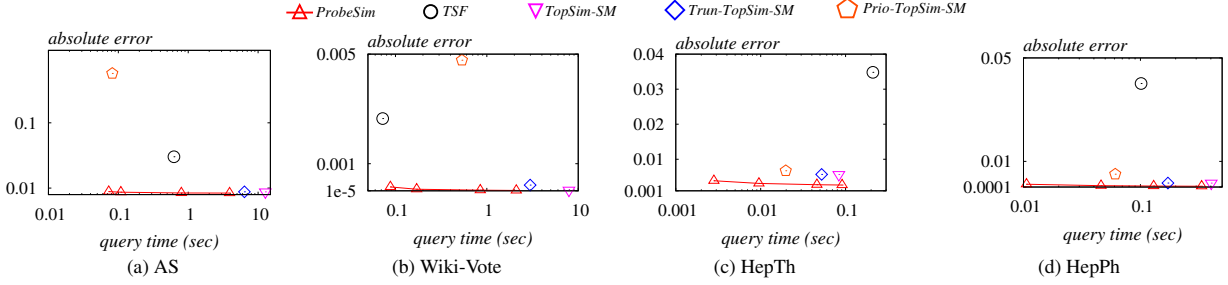 ProbeSim TSF TopSim-SM Trun-TopSim-SM Prio-TopSim-SM
absolute error
0.1
0.01
0.01 0.1 1 10
query time (sec)
(a) AS
absolute error
0.005
0.001
1e-5
0.1 1 10
query time (sec)
(b) Wiki-Vote
absolute error
0.04
0.03
0.02
0.01
0.001
0.001 0.01 0.1
query time (sec)
(c) HepTh
absolute error
0.05
0.01
0.0001
0.01 0.1
query time (sec)
(d) HepPh